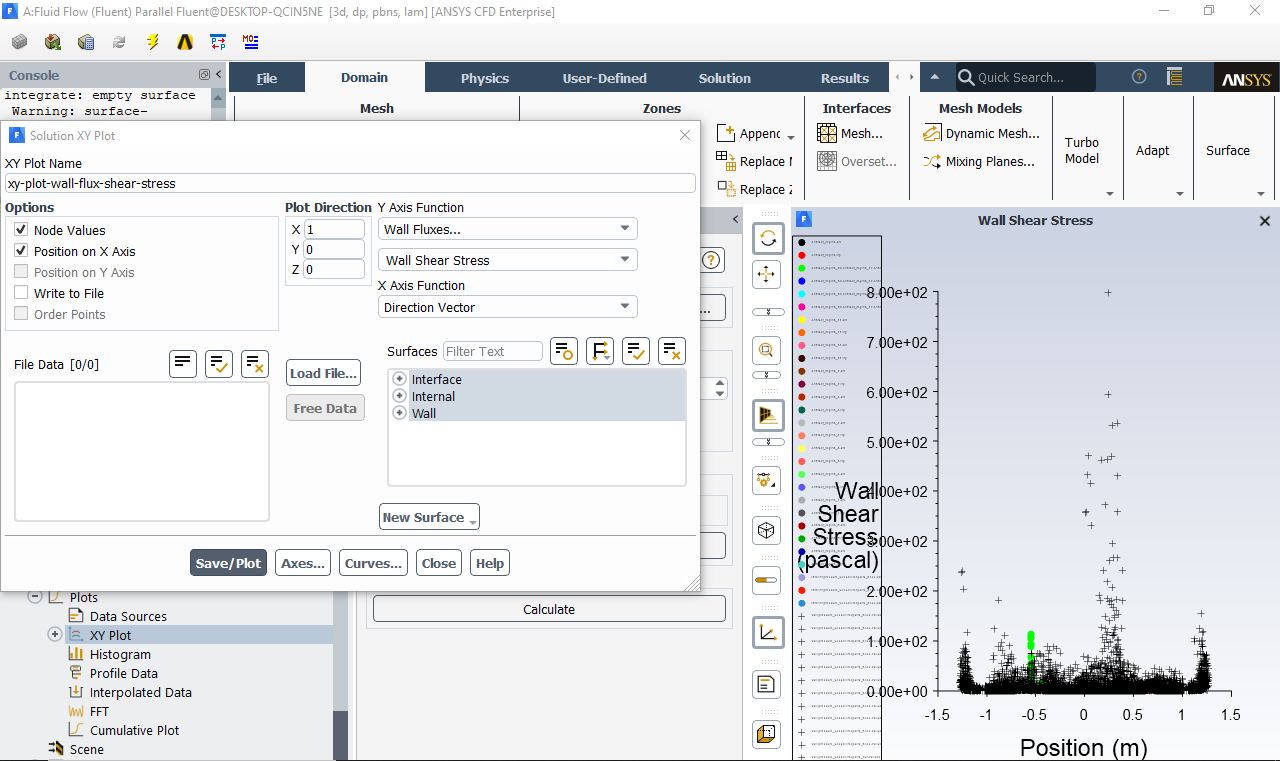 A:Fluid Flow (Fluent) Parallel Fluent@DESKTOP-QCIN5NE [3d, dp, pbns, lam] [ANSYS CFD Enterprise]
Console
integrate: empty surface
Warning: surface-
File Domain Physics User-Defined Solution Results
Quick Search...
ANSYS
Mesh Zones Interfaces Mesh Models
Append Mesh... Dynamic Mesh...
Turbo Model
Adapt
Surface
Replace Overset... Mixing Planes...
Replace
Solution XY Plot
XY Plot Name
xy-plot-wall-flux-shear-stress
Options
Node Values
Position on X Axis
Position on Y Axis
Write to File
Order Points
Plot Direction
X 1
Y 0
Z 0
Y Axis Function
Wall Fluxes...
Wall Shear Stress
X Axis Function
Direction Vector
File Data [0/0]
Load File...
Free Data
Surfaces Filter Text
Interface
Internal
Wall
New Surface
Save/Plot Axes... Curves... Close Help
Calculate
Plots
Data Sources
XY Plot
Histogram
Profile Data
Interpolated Data
FFT
Cumulative Plot
Scene
Wall Shear Stress
8.00e+02
7.00e+02
6.00e+02
5.00e+02
4.00e+02
3.00e+02
2.00e+02
1.00e+02
0.00e+00
Wall
Shear
Stress
(pascal)
-1.5 -1 -0.5 0 0.5 1 1.5
Position (m)